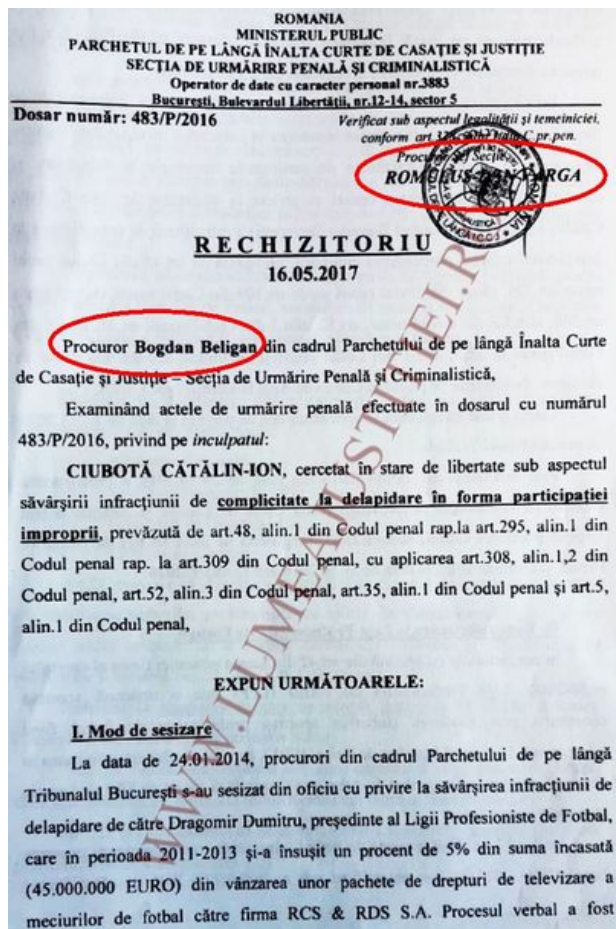 ROMANIA
MINISTERUL PUBLIC
PARCHETUL DE PE LÂNGĂ ÎNALTA CURTE DE CASAȚIE ȘI JUSTIȚIE
SECȚIA DE URMĂRIRE PENALĂ ȘI CRIMINALISTICĂ
Operator de date cu caracter personal nr.3883
București, Bulevardul Libertății, nr.12-14, sector 5
Dosar număr: 483/P/2016
Verificat sub aspectul legalității și temeiniciei,
conform art C.pr.pen.
Procuror Secție
ROMULUS DAN VARGA
RECHIZITORIU
16.05.2017
Procuror Bogdan Beligan din cadrul Parchetului de pe lângă Înalta Curte
de Casație și Justiție – Secția de Urmărire Penală și Criminalistică,
Examinând actele de urmărire penală efectuate în dosarul cu numărul
483/P/2016, privind pe inculpatul:
CIUBOTĂ CĂTĂLIN-ION, cercetat în stare de libertate sub aspectul
săvârșirii infracțiunii de complicitate la delapidare în forma participației
improprii, prevăzută de art.48, alin.1 din Codul penal rap.la art.295, alin.1 din
Codul penal rap. la art.309 din Codul penal, cu aplicarea art.308, alin.1,2 din
Codul penal, art.52, alin.3 din Codul penal, art.35, alin.1 din Codul penal și art.5,
alin.1 din Codul penal,
EXPUN URMĂTOARELE:
I. Mod de sesizare
La data de 24.01.2014, procurori din cadrul Parchetului de pe lângă
Tribunalul București s-au sesizat din oficiu cu privire la săvârșirea infracțiunii de
delapidare de către Dragomir Dumitru, președinte al Ligii Profesioniste de Fotbal,
care în perioada 2011-2013 și-a însușit un procent de 5% din suma încasată
(45.000.000 EURO) din vânzarea unor pachete de drepturi de televizare a
meciurilor de fotbal către firma RCS & RDS S.A. Procesul verbal a fost
WWW.LUMEAJUSTITIEI.RO